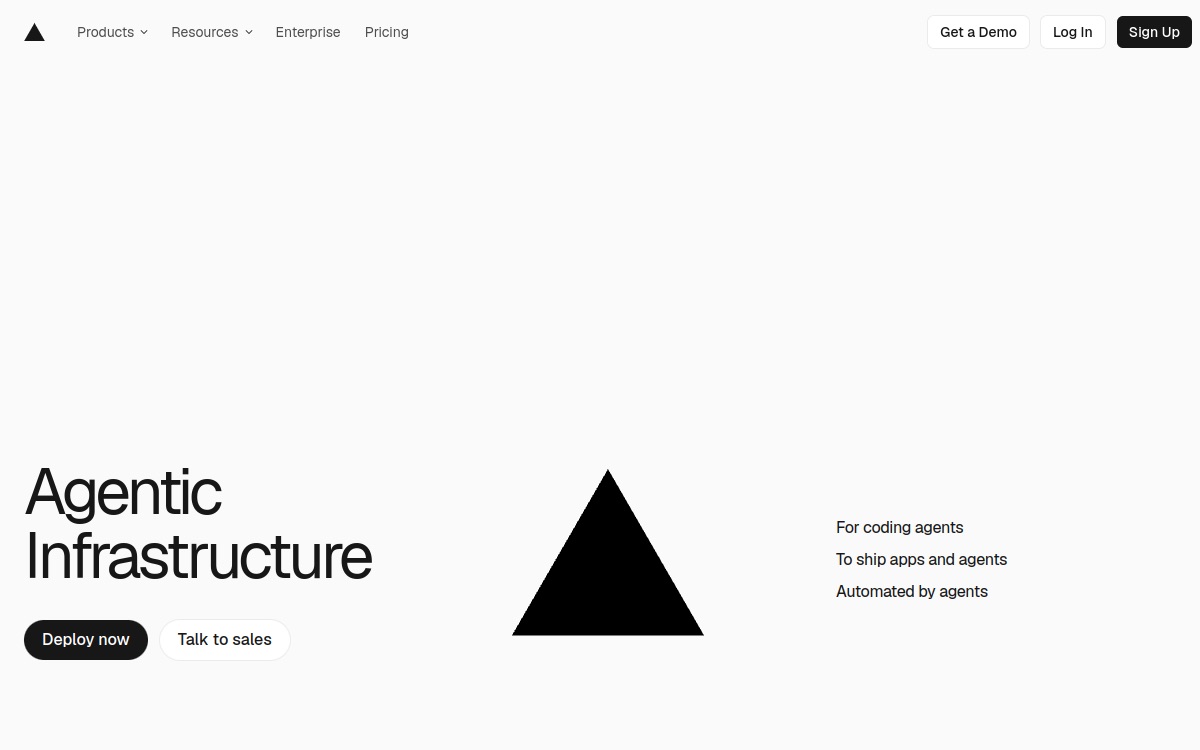 Products
Resources
Enterprise
Pricing
Get a Demo
Log In
Sign Up
Agentic
Infrastructure
Deploy now
Talk to sales
For coding agents
To ship apps and agents
Automated by agents